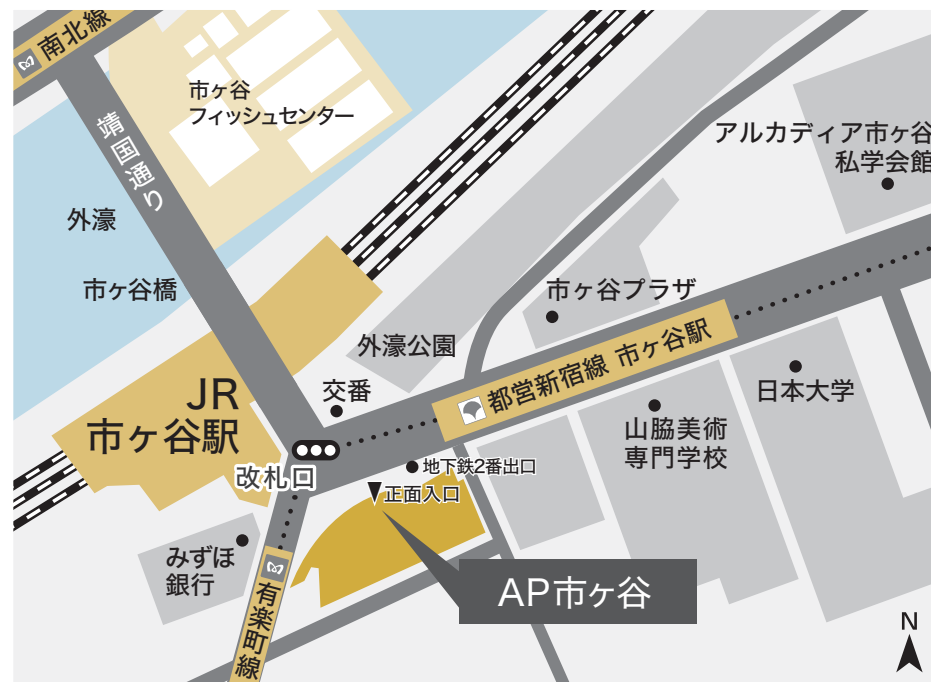 南北線
市ヶ谷
フィッシュセンター
靖国通り
外濠
市ヶ谷橋
アルカディア市ヶ谷
私学会館
市ヶ谷プラザ
外濠公園
都営新宿線 市ヶ谷駅
交番
JR
市ヶ谷駅
改札口
日本大学
山脇美術
専門学校
地下鉄2番出口
正面入口
みずほ
銀行
有楽町線
AP市ヶ谷
N